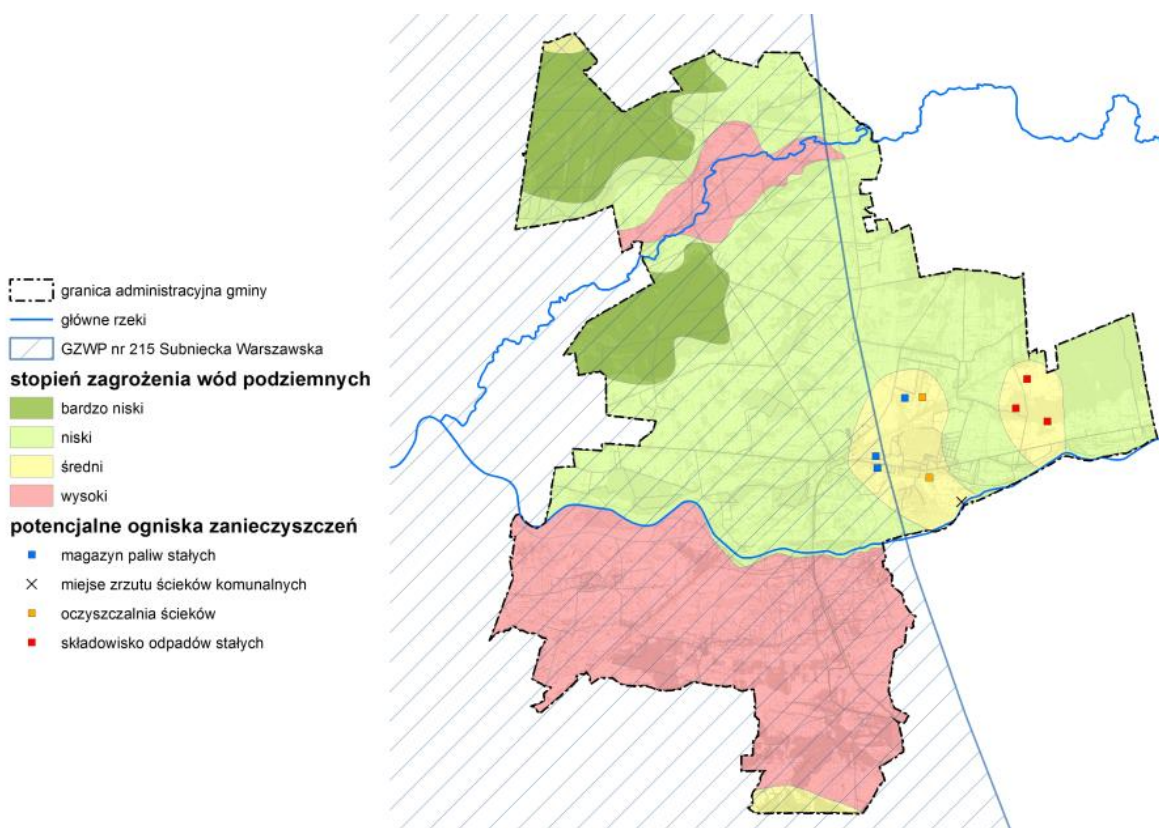 granica administracyjna gminy
główne rzeki
GZWP nr 215 Subniecka Warszawska
stopień zagrożenia wód podziemnych
bardzo niski
niski
średni
wysoki
potencjalne ogniska zanieczyszczeń
magazyn paliw stałych
miejse zrzutu ścieków komunalnych
oczyszczalnia ścieków
składowisko odpadów stałych